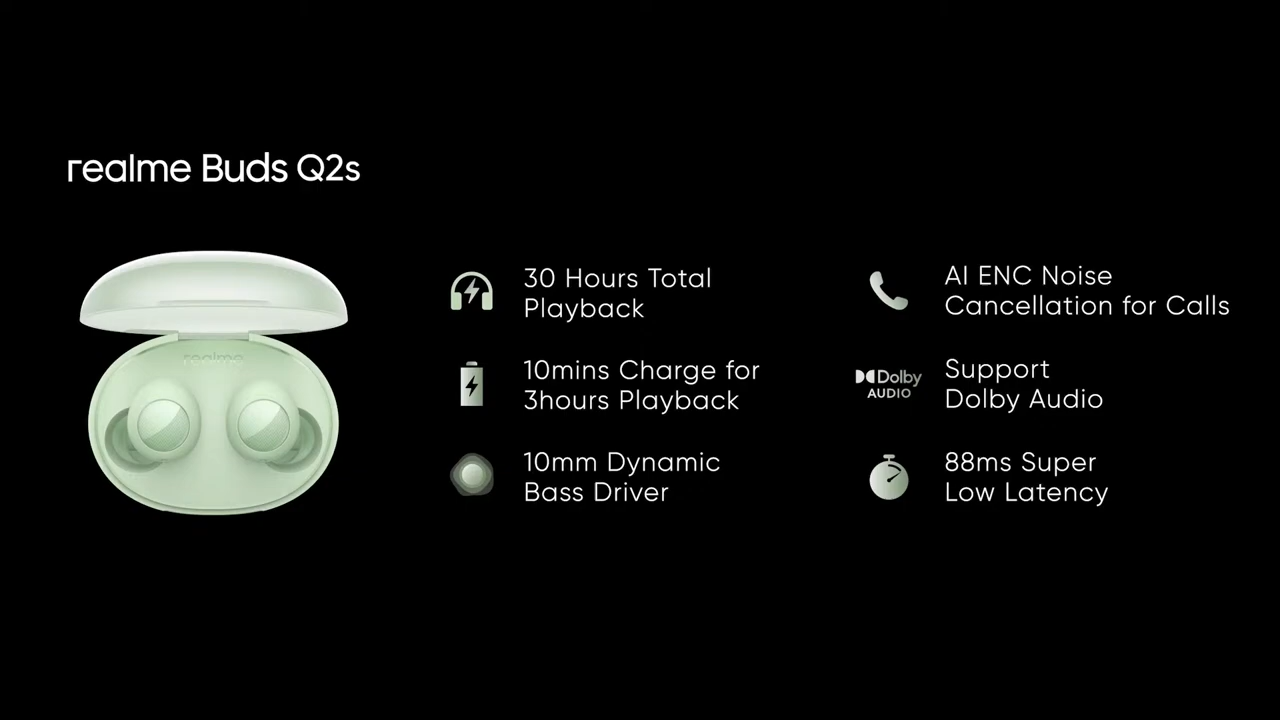 realme Buds Q2s
realme
30 Hours Total
Playback
10mins Charge for
3hours Playback
10mm Dynamic
Bass Driver
AI ENC Noise
Cancellation for Calls
Dolby
AUDIO
Support
Dolby Audio
88ms Super
Low Latency